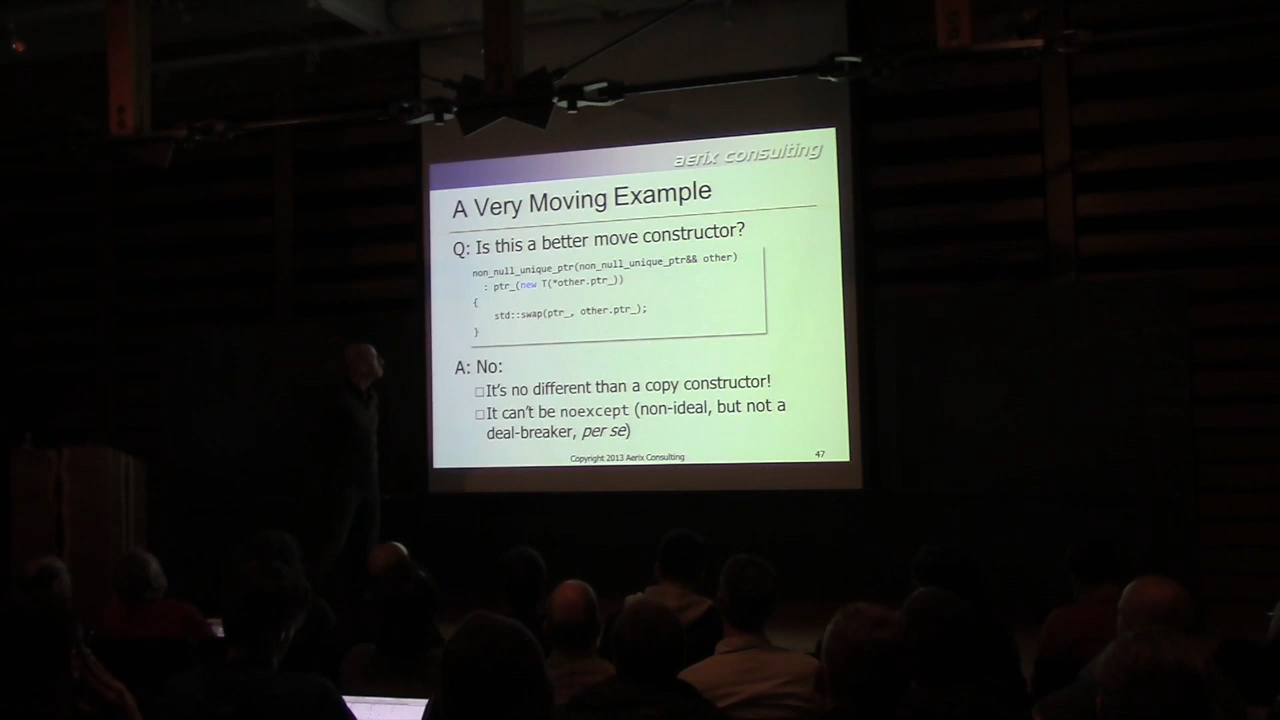 aerix consulting
A Very Moving Example
Q: Is this a better move constructor?
non_null_unique_ptr(non_null_unique_ptr&& other)
: ptr_(new T(*other.ptr_))
{
std::swap(ptr_, other.ptr_);
}
A: No:
It's no different than a copy constructor!
It can't be noexcept (non-ideal, but not a
deal-breaker, per se)
Copyright 2013 Aerix Consulting
47